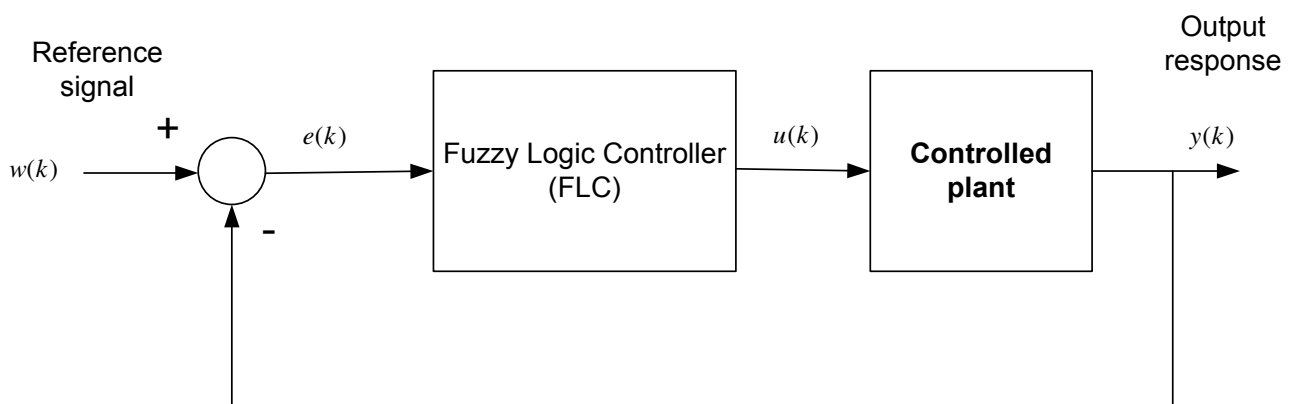 Reference
signal
+
w(k)
-
e(k)
Fuzzy Logic Controller
(FLC)
u(k)
Controlled
plant
Output
response
y(k)